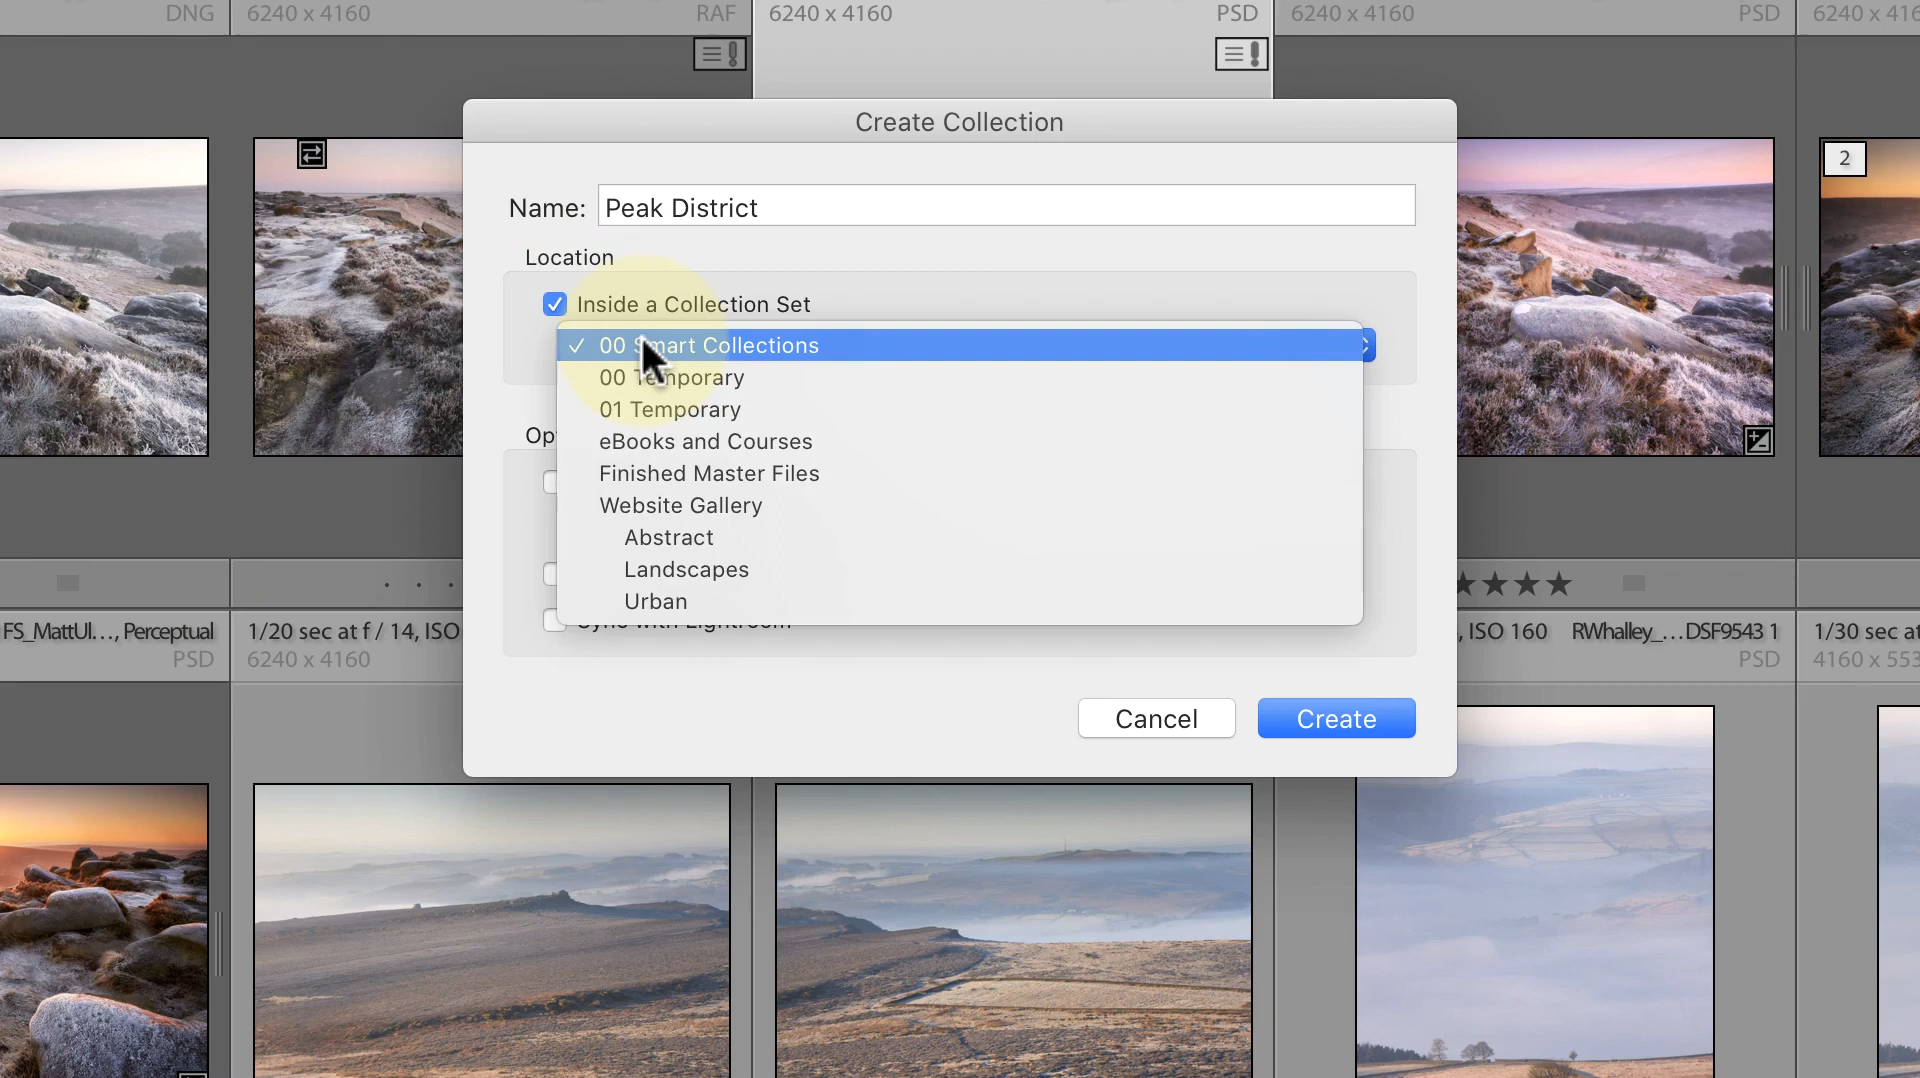 DNG 6240 x 4160 RAF 6240 x 4160 PSD 6240 x 4160 PSD
Create Collection
2
Name: Peak District
Location
Inside a Collection Set
00 Smart Collections
00 Temporary
01 Temporary
eBooks and Courses
Finished Master Files
Website Gallery
Abstract
Landscapes
Urban
FS_MattUl..., Perceptual 1/20 sec at f / 14, ISO , ISO 160 RWhalley_...DSF9543 1 1/30 sec
PSD 6240 x 4160 PSD
Cancel Create